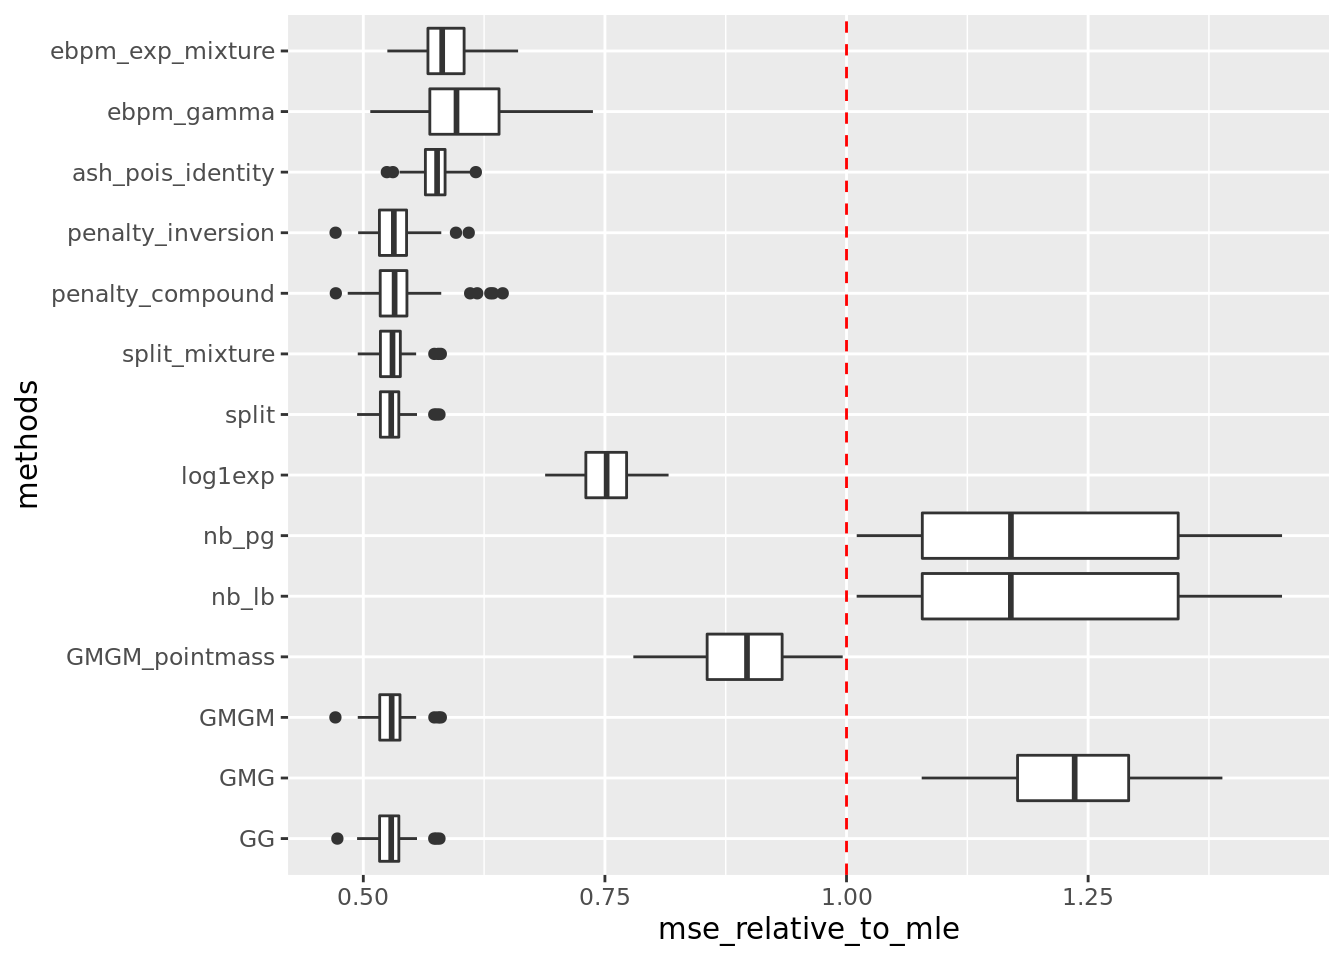 ebpm_exp_mixture
ebpm_gamma
ash_pois_identity
penalty_inversion
penalty_compound
split_mixture
split
log1exp
nb_pg
nb_lb
GMGM_pointmass
GMGM
GMG
GG
methods
0.50 0.75 1.00 1.25
mse_relative_to_mle